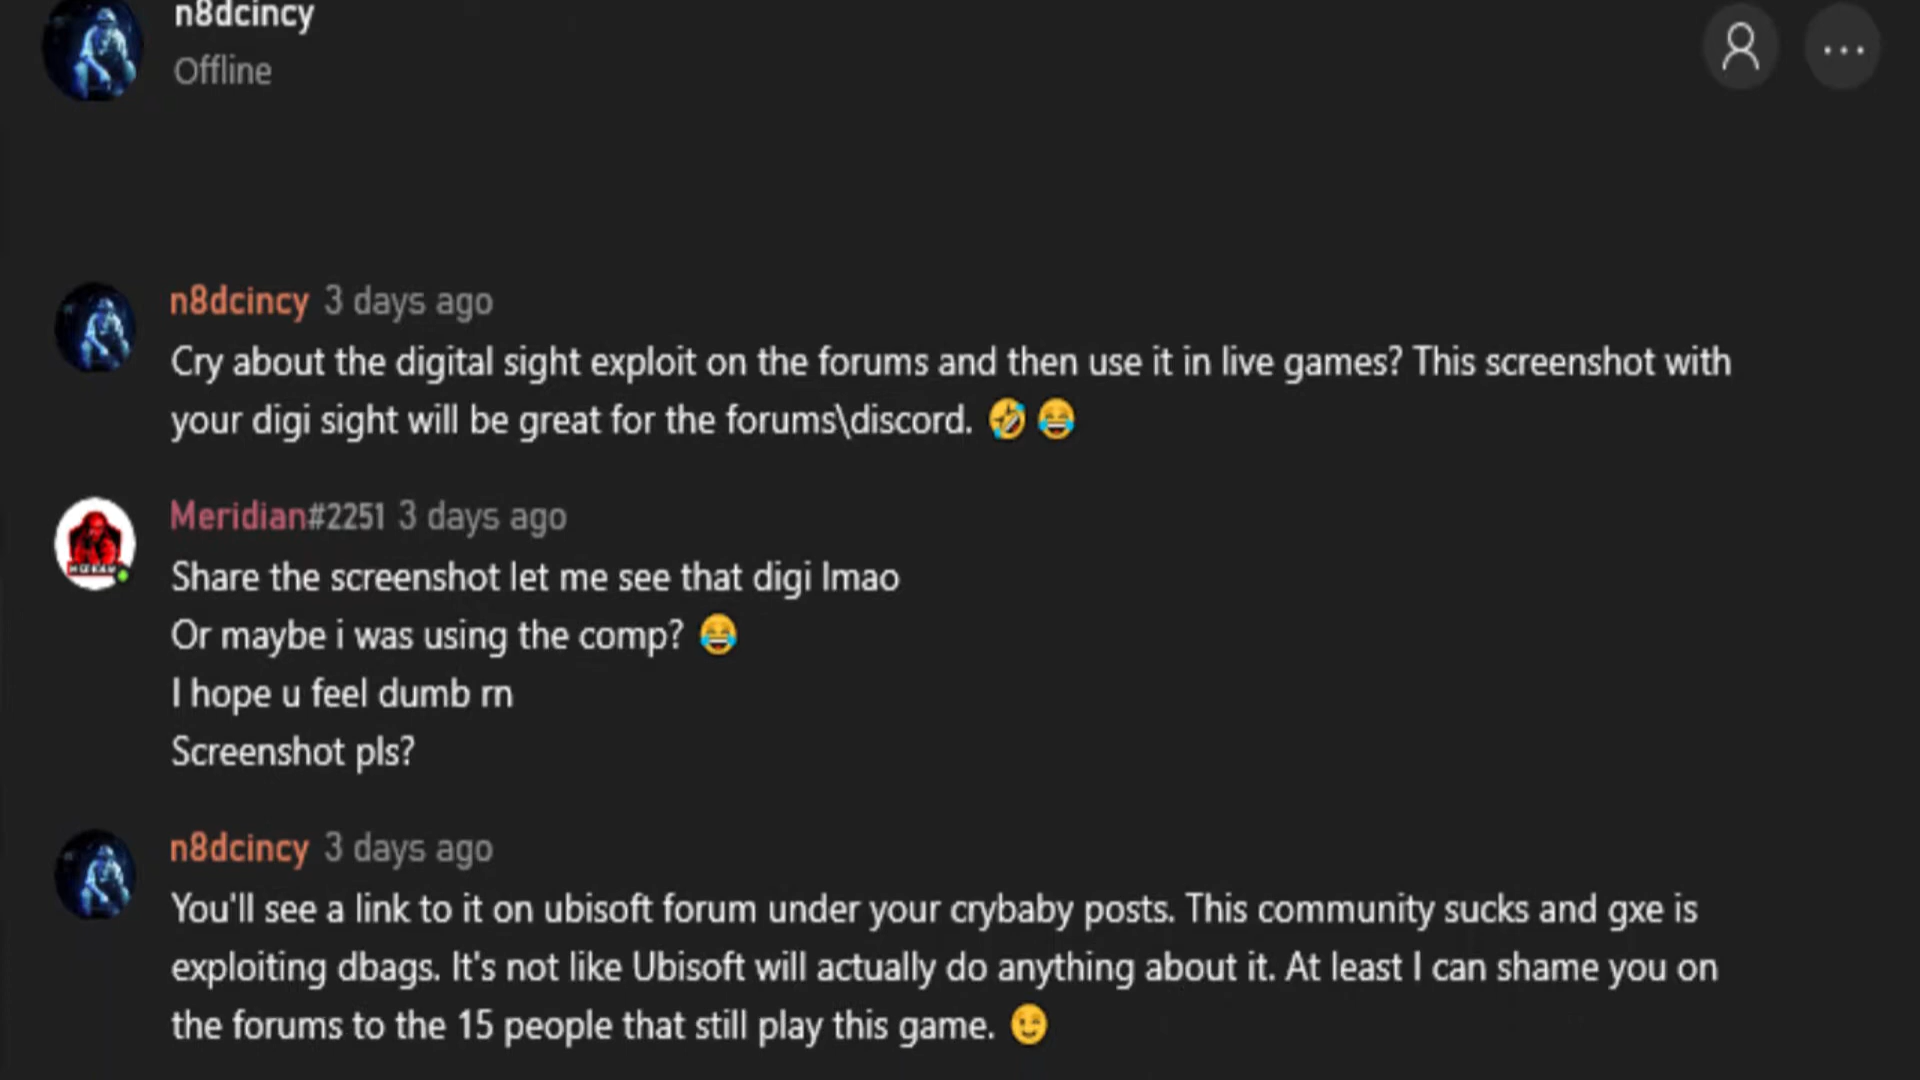 n8dcincy
Offline
n8dcincy 3 days ago
Cry about the digital sight exploit on the forums and then use it in live games? This screenshot with
your digi sight will be great for the forums\discord. 🤣 😂
Meridian#2251 3 days ago
Share the screenshot let me see that digi lmao
Or maybe i was using the comp? 😂
I hope u feel dumb rn
Screenshot pls?
n8dcincy 3 days ago
You'll see a link to it on ubisoft forum under your crybaby posts. This community sucks and gxe is
exploiting dbags. It's not like Ubisoft will actually do anything about it. At least I can shame you on
the forums to the 15 people that still play this game. 😉